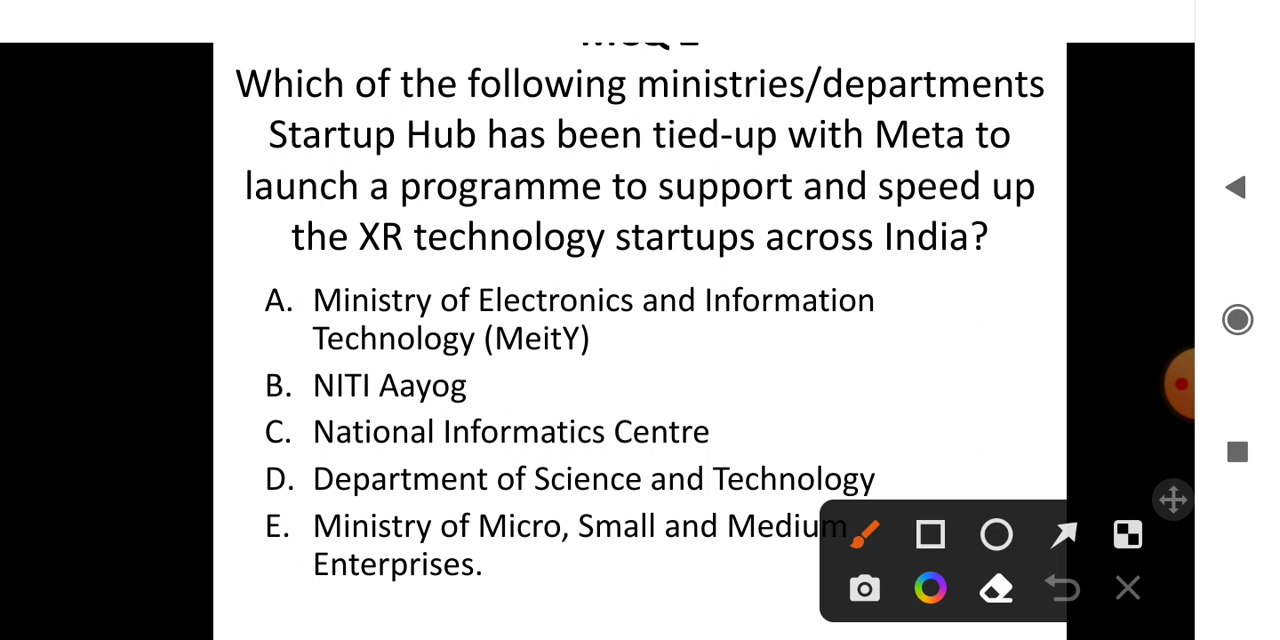 Which of the following ministries/departments
Startup Hub has been tied-up with Meta to
launch a programme to support and speed up
the XR technology startups across India?
A. Ministry of Electronics and Information
Technology (MeitY)
B. NITI Aayog
C. National Informatics Centre
D. Department of Science and Technology
E. Ministry of Micro, Small and Medium
Enterprises.